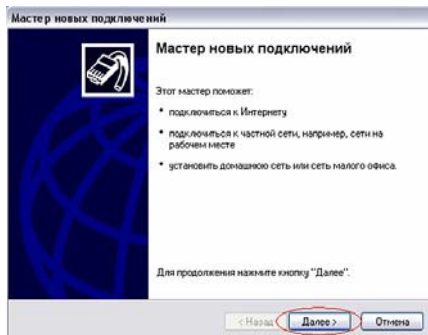 Мастер новых подключений
Мастер новых подключений
Этот мастер поможет:
• подключиться к Интернету
• подключиться к частной сети, например, сети на
рабочем месте
• установить домашнюю сеть или сеть малого офиса.
Для продолжения нажмите кнопку "Далее".
< Назад Далее > Отмена